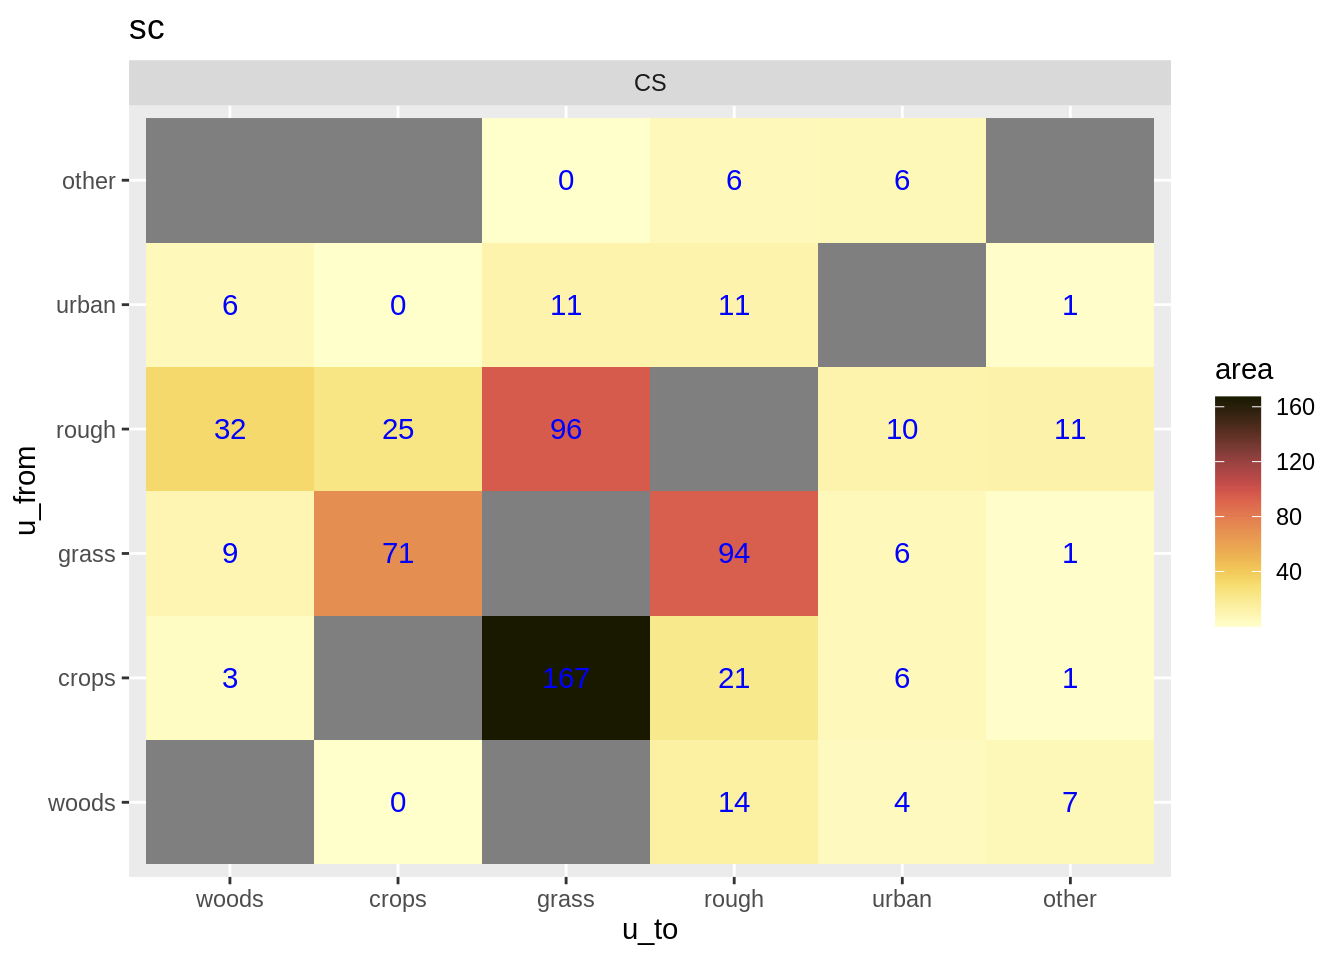 sc
CS
other 0 6 6
urban 6 0 11 11 1
rough 32 25 96 10 11
grass 9 71 94 6 1
crops 3 167 21 6 1
woods 0 14 4 7
woods crops grass rough urban other
u_to
u_from
area
160
120
80
40